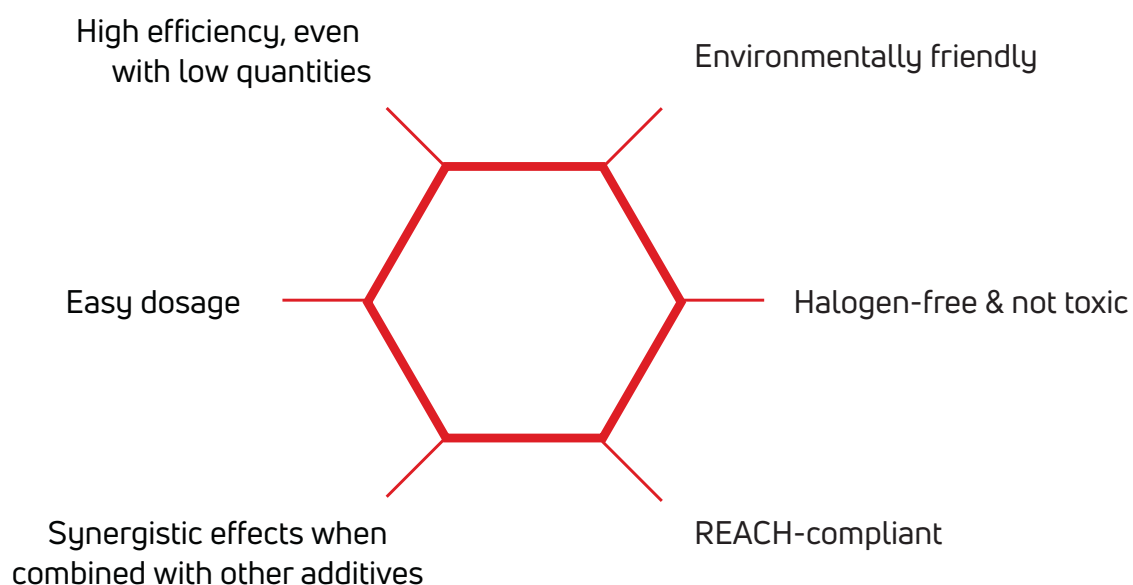 High efficiency, even
with low quantities
Environmentally friendly
Easy dosage
Halogen-free & not toxic
Synergistic effects when
combined with other additives
REACH-compliant